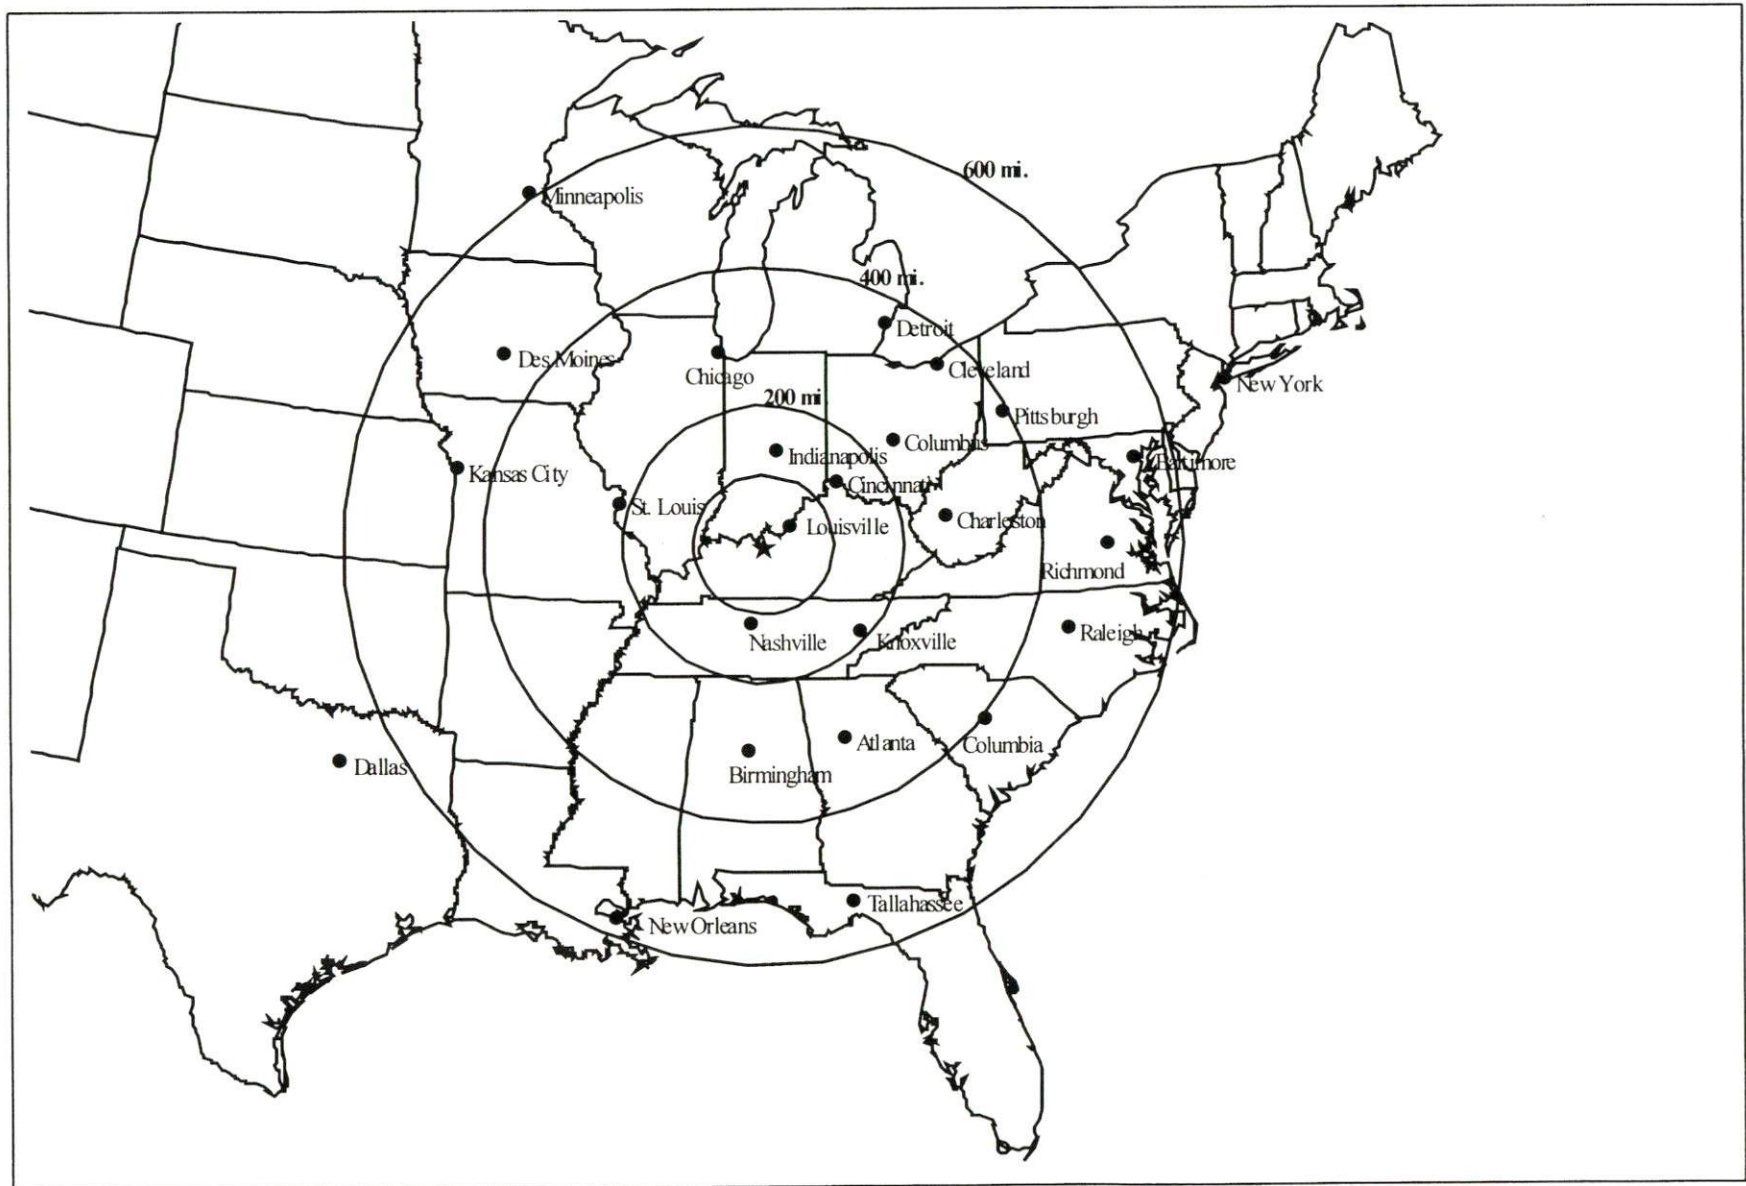 600 mi.
Minneapolis
400 mi.
Detroit
Des Moines
Cleveland
Chicago
New York
200 mi
Pittsburgh
Columbus
Indianapolis
Baltimore
Kansas City
Cincinnati
St. Louis
Charleston
Louisville
Richmond
Raleigh
Nashville
Knoxville
Atlanta
Columbia
Dallas
Birmingham
Tallahassee
New Orleans